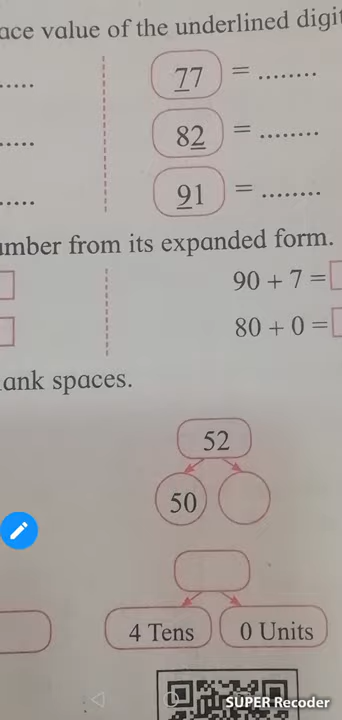 ace value of the underlined digit
..... 77 = ........
..... 82 = ........
..... 91 = ........
umber from its expanded form.
90 + 7 =
80 + 0 =
ank spaces.
52
50
4 Tens 0 Units
SUPER Recoder